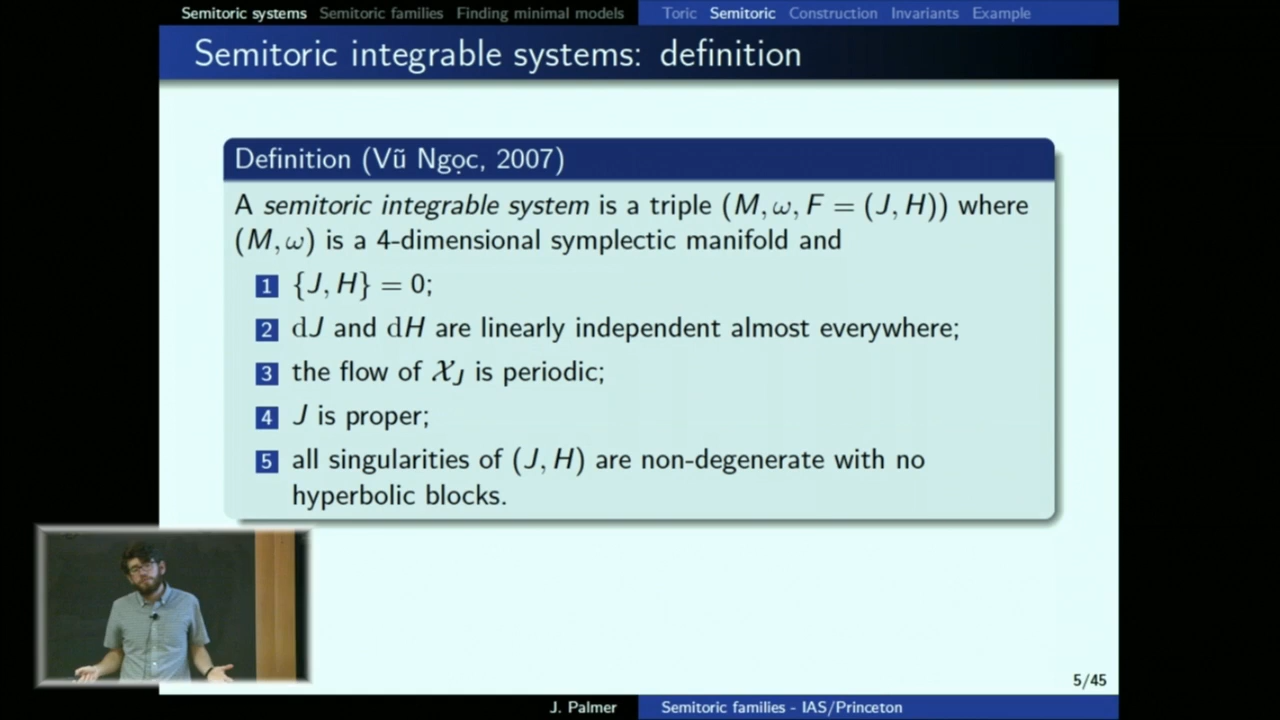 Semitoric systems Semitoric families Finding minimal models Toric Semitoric Construction Invariants Example
Semitoric integrable systems: definition
Definition (Vũ Ngọc, 2007)
A semitoric integrable system is a triple (M, ω, F = (J, H)) where
(M, ω) is a 4-dimensional symplectic manifold and
1 {J, H} = 0;
2 dJ and dH are linearly independent almost everywhere;
3 the flow of 𝒳_J is periodic;
4 J is proper;
5 all singularities of (J, H) are non-degenerate with no
hyperbolic blocks.
5/45
J. Palmer Semitoric families - IAS/Princeton